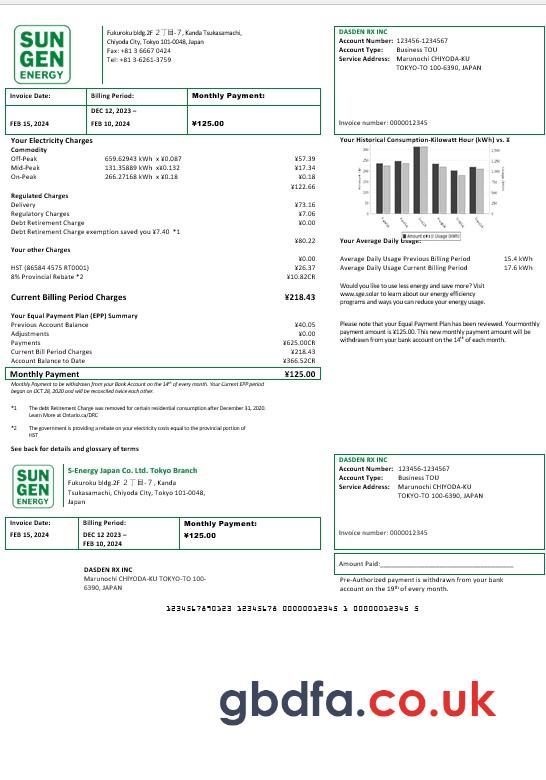 SUN
GEN
ENERGY
Fukuroku bldg.2F 2丁目-7, Kanda Tsukasamachi,
Chiyoda City, Tokyo 101-0048, Japan
Fax: +81 3 6667 0424
Tel: +81 3-6261-3759
DASDEN RX INC
Account Number: 123456-1234567
Account Type: Business TOU
Service Address: Marunochi CHIYODA-KU
TOKYO-TO 100-6390, JAPAN
Invoice number: 0000012345
Invoice Date:
FEB 15, 2024
Billing Period:
DEC 12, 2023 –
FEB 10, 2024
Monthly Payment:
¥125.00
Your Electricity Charges
Commodity
Off-Peak 659.62943 kWh x ¥0.087 ¥57.39
Mid-Peak 131.35889 kWh x¥0.132 ¥17.34
On-Peak 266.27168 kWh x ¥0.18 ¥0.18
¥122.66
Regulated Charges
Delivery ¥73.16
Regulatory Charges ¥7.06
Debt Retirement Charge ¥0.00
Debt Retirement Charge exemption saved you ¥7.40 *1
¥80.22
Your other Charges
¥0.00
HST (86584 4575 RT0001) ¥26.37
8% Provincial Rebate *2 ¥10.82CR
Current Billing Period Charges ¥218.43
Your Equal Payment Plan (EPP) Summary
Previous Account Balance ¥40.05
Adjustments ¥0.00
Payments ¥625.00CR
Current Bill Period Charges ¥218.43
Account Balance to Date ¥366.52CR
Monthly Payment ¥125.00
Monthly Payment to be withdrawn from your Bank Account on the 14th of every month. Your Current EPP period
began on OCT 28, 2020 and will be reconciled twice each other.
*1 The debt Retirement Charge was removed for certain residential consumption after December 31, 2020.
Learn More at Ontario.ca/DRC
*2 The government is providing a rebate on your electricity costs equal to the provincial portion of
HST
See back for details and glossary of terms
Your Historical Consumption-Kilowatt Hour (kWh) vs. ¥
Amount ¥ Usage (kWh)
Your Average Daily Usage:
Average Daily Usage Previous Billing Period 15.4 kWh
Average Daily Usage Current Billing Period 17.6 kWh
Would you like to use less energy and save more? Visit
www.sge.solar to learn about our energy efficiency
programs and ways you can reduce your energy usage.
Please note that your Equal Payment Plan has been reviewed. Your monthly
payment amount is ¥125.00. This new monthly payment amount will be
withdrawn from your bank account on the 14th of each month.
SUN
GEN
ENERGY
S-Energy Japan Co. Ltd. Tokyo Branch
Fukuroku bldg.2F 2丁目-7, Kanda
Tsukasamachi, Chiyoda City, Tokyo 101-0048,
Japan
DASDEN RX INC
Account Number: 123456-1234567
Account Type: Business TOU
Service Address: Marunochi CHIYODA-KU
TOKYO-TO 100-6390, JAPAN
Invoice number: 0000012345
Invoice Date:
FEB 15, 2024
Billing Period:
DEC 12 2023 –
FEB 10, 2024
Monthly Payment:
¥125.00
Amount Paid:
DASDEN RX INC
Marunochi CHIYODA-KU TOKYO-TO 100-
6390, JAPAN
Pre-Authorized payment is withdrawn from your bank
account on the 19th of every month.
1234567890123 12345678 00000012345 1 00000012345 5
gbdfa.co.uk